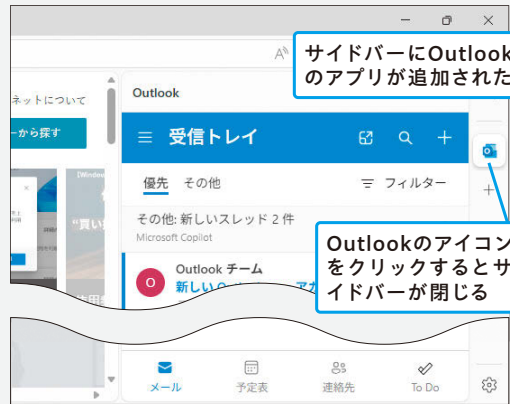 サイドバーにOutlook
のアプリが追加された
ネットについて
Outlook
ーから探す
受信トレイ
優先 その他
フィルター
その他: 新しいスレッド 2 件
Microsoft Copilot
Outlookのアイコン
をクリックするとサ
イドバーが閉じる
O
Outlook チーム
新しい O
メール
予定表
連絡先
To Do